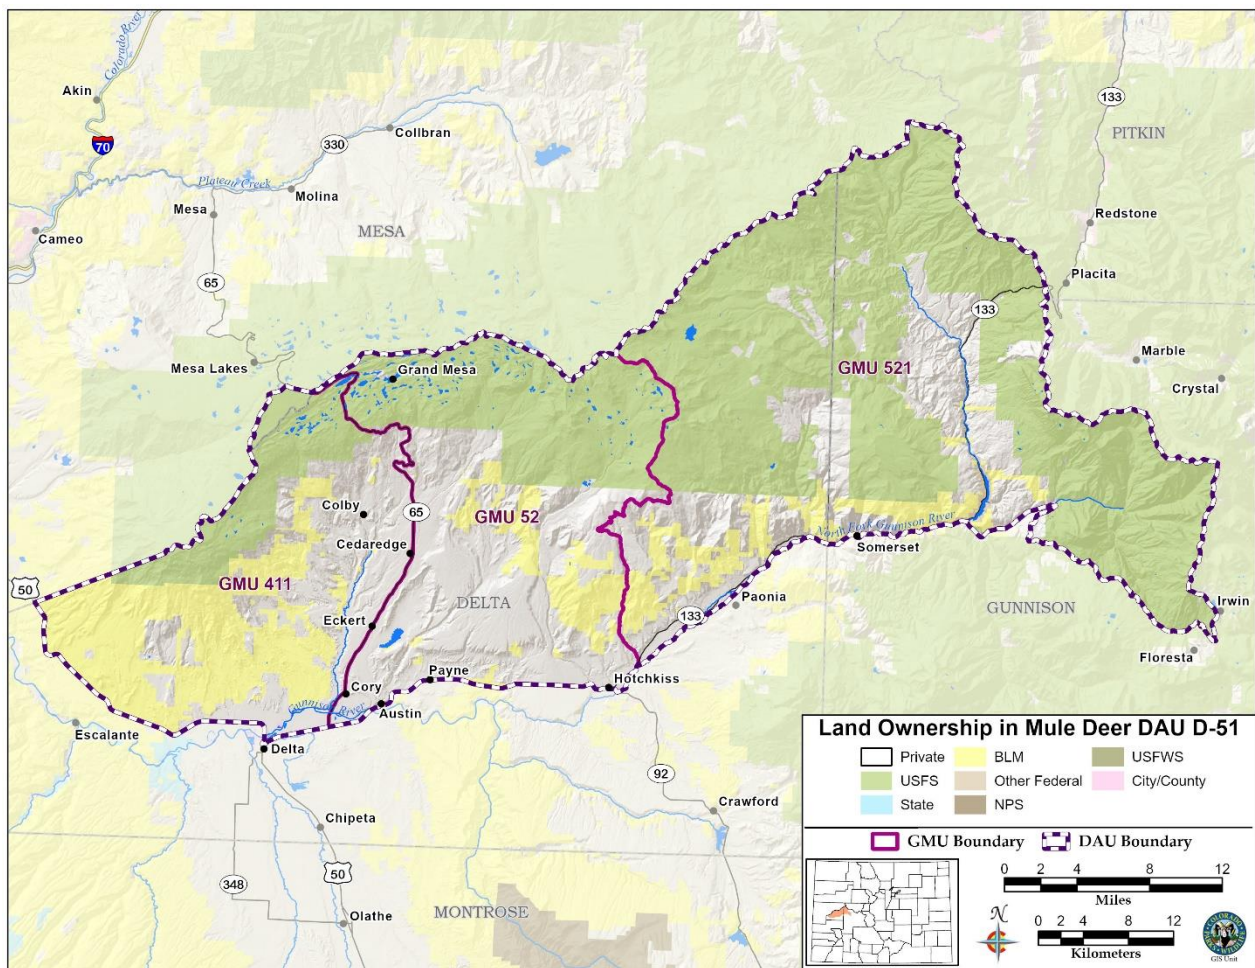 Colorado River
133
Akin
PITKIN
70
330
Collbran
Plateau Creek
Molina
Mesa
Redstone
MESA
Cameo
65
Placita
133
Mesa Lakes
Grand Mesa
GMU 521
Marble
Crystal
Colby
65
GMU 52
North Fork Gunnison River
Cedaredge
Somerset
50
GMU 411
DELTA
Paonia
GUNNISON
Irwin
133
Eckert
Floresta
Payne
Hotchkiss
Cory
Gunnison River
Austin
Escalante
Delta
92
Crawford
Chipeta
50
348
Olathe
MONTROSE
Land Ownership in Mule Deer DAU D-51
Private BLM USFWS
USFS Other Federal City/County
State NPS
GMU Boundary DAU Boundary
0 2 4 8 12
Miles
N
0 2 4 8 12
Kilometers
COLORADO
PARKS & WILDLIFE
GIS Unit